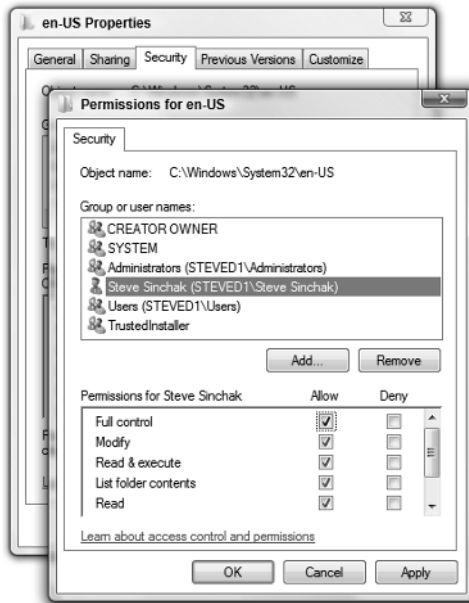 en-US Properties
General Sharing Security Previous Versions Customize
Permissions for en-US
Security
Object name: C:\Windows\System32\en-US
Group or user names:
CREATOR OWNER
SYSTEM
Administrators (STEVED1\Administrators)
Steve Sinchak (STEVED1\Steve Sinchak)
Users (STEVED1\Users)
TrustedInstaller
Add... Remove
Permissions for Steve Sinchak Allow Deny
Full control
Modify
Read & execute
List folder contents
Read
Learn about access control and permissions
OK Cancel Apply